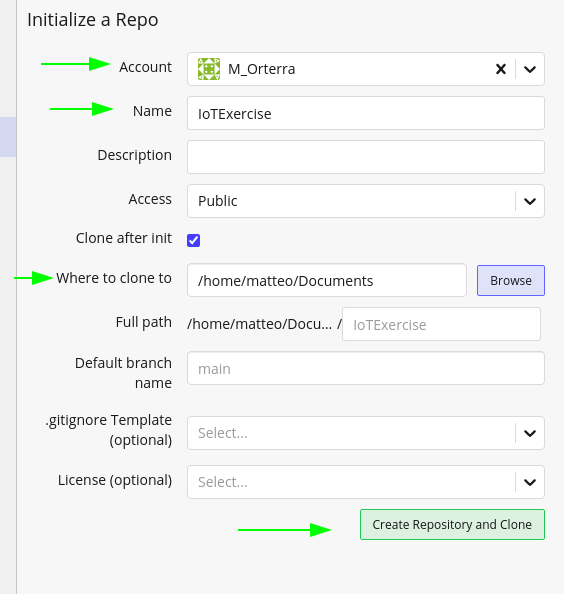 Initialize a Repo
Account M_Orterra
Name IoTExercise
Description
Access Public
Clone after init
Where to clone to /home/matteo/Documents Browse
Full path /home/matteo/Docu... / IoTExercise
Default branch
name
main
.gitignore Template
(optional)
Select...
License (optional) Select...
Create Repository and Clone